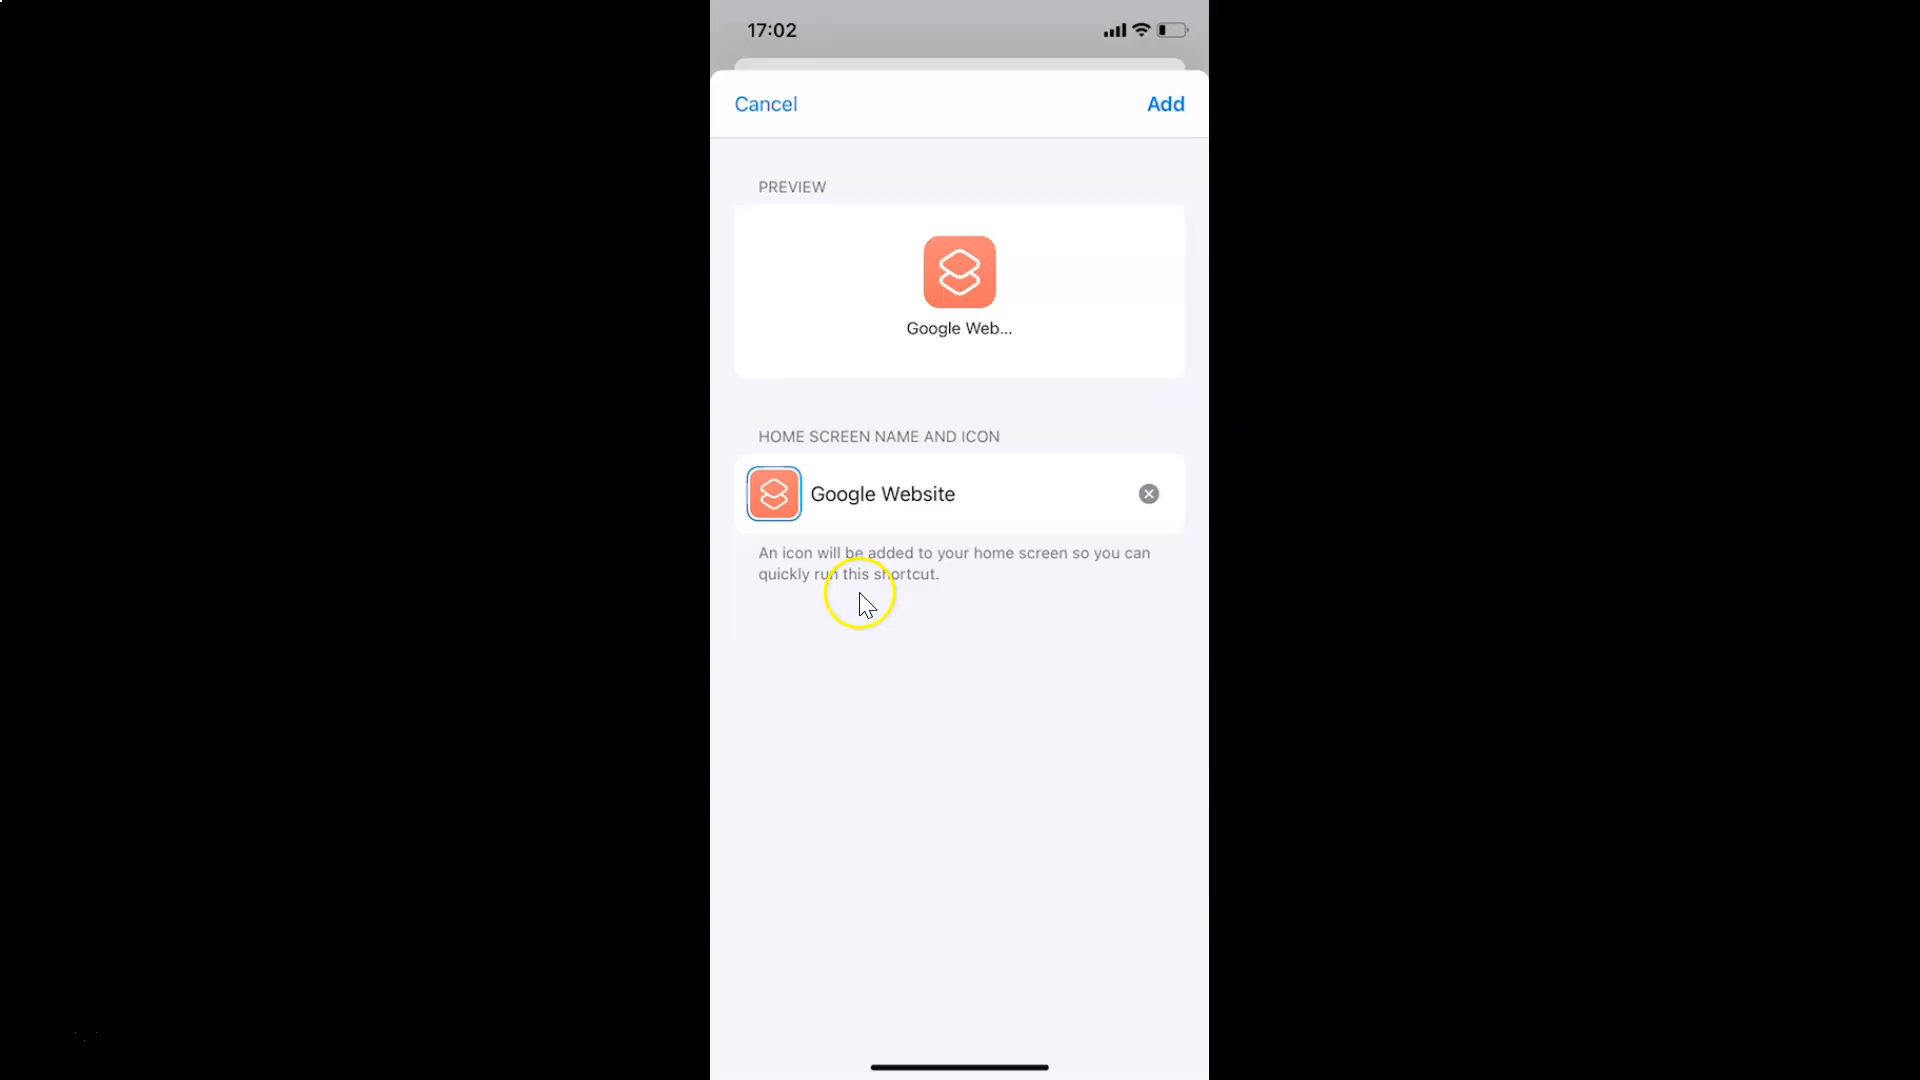 17:02
Cancel
Add
PREVIEW
Google Web...
HOME SCREEN NAME AND ICON
Google Website
An icon will be added to your home screen so you can
quickly run this shortcut.